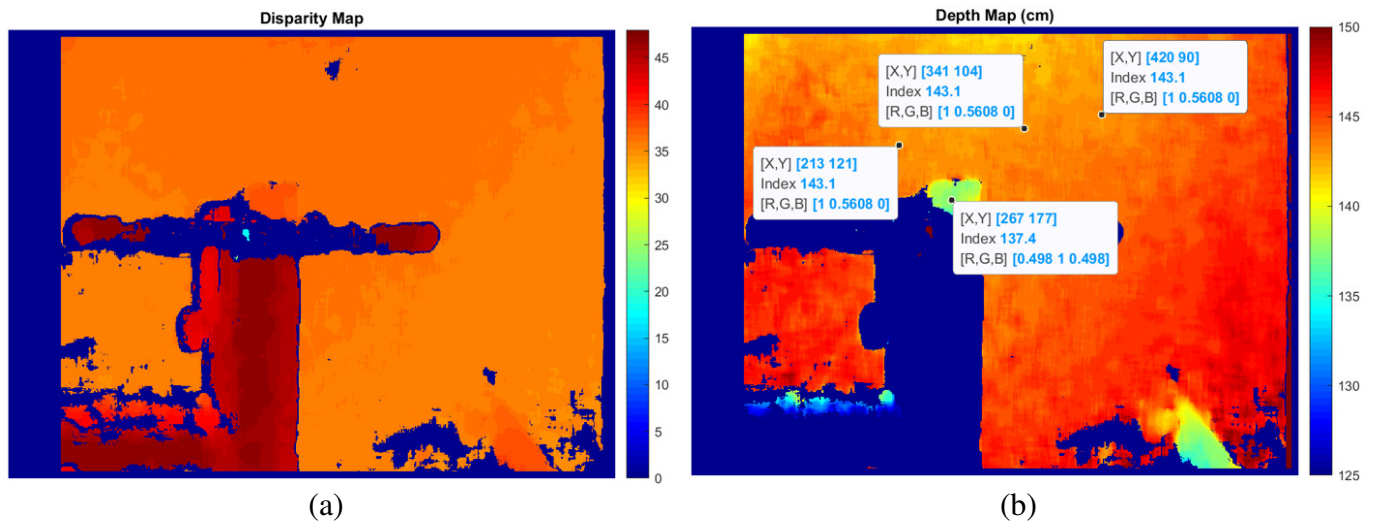 Disparity Map
45
40
35
30
25
20
15
10
5
0
(a)
Depth Map (cm)
[X,Y] [341 104]
Index 143.1
[R,G,B] [1 0.5608 0]
[X,Y] [420 90]
Index 143.1
[R,G,B] [1 0.5608 0]
[X,Y] [213 121]
Index 143.1
[R,G,B] [1 0.5608 0]
[X,Y] [267 177]
Index 137.4
[R,G,B] [0.498 1 0.498]
150
145
140
135
130
125
(b)